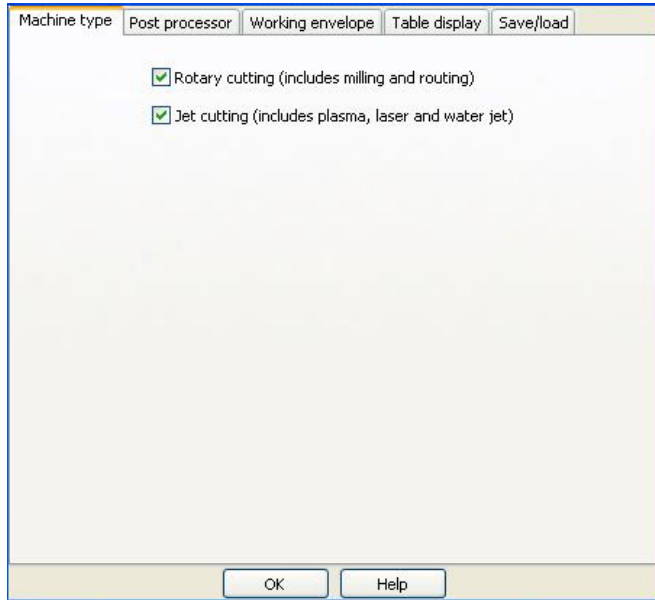 Machine type Post processor Working envelope Table display Save/load
Rotary cutting (includes milling and routing)
Jet cutting (includes plasma, laser and water jet)
OK Help